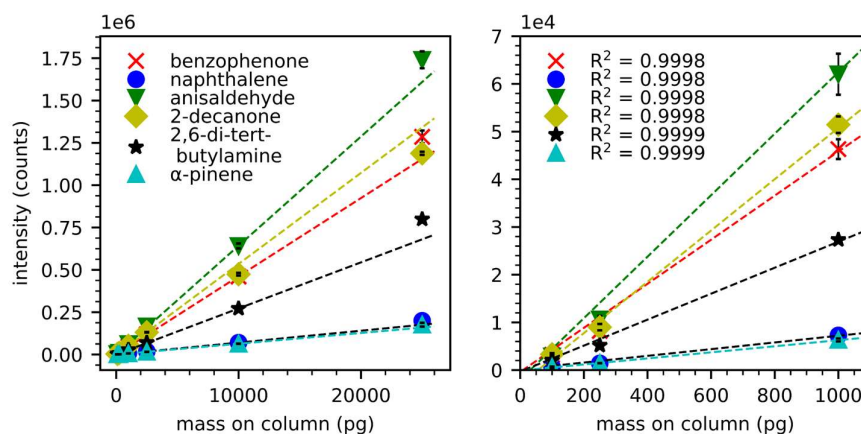 1e6
1.75
1.50
1.25
1.00
0.75
0.50
0.25
0.00
intensity (counts)
benzophenone
naphthalene
anisaldehyde
2-decanone
2,6-di-tert-
butylamine
α-pinene
0
10000
20000
mass on column (pg)
1e4
7
6
5
4
3
2
1
0
R² = 0.9998
R² = 0.9998
R² = 0.9998
R² = 0.9998
R² = 0.9999
R² = 0.9999
0
200
400
600
800
1000
mass on column (pg)